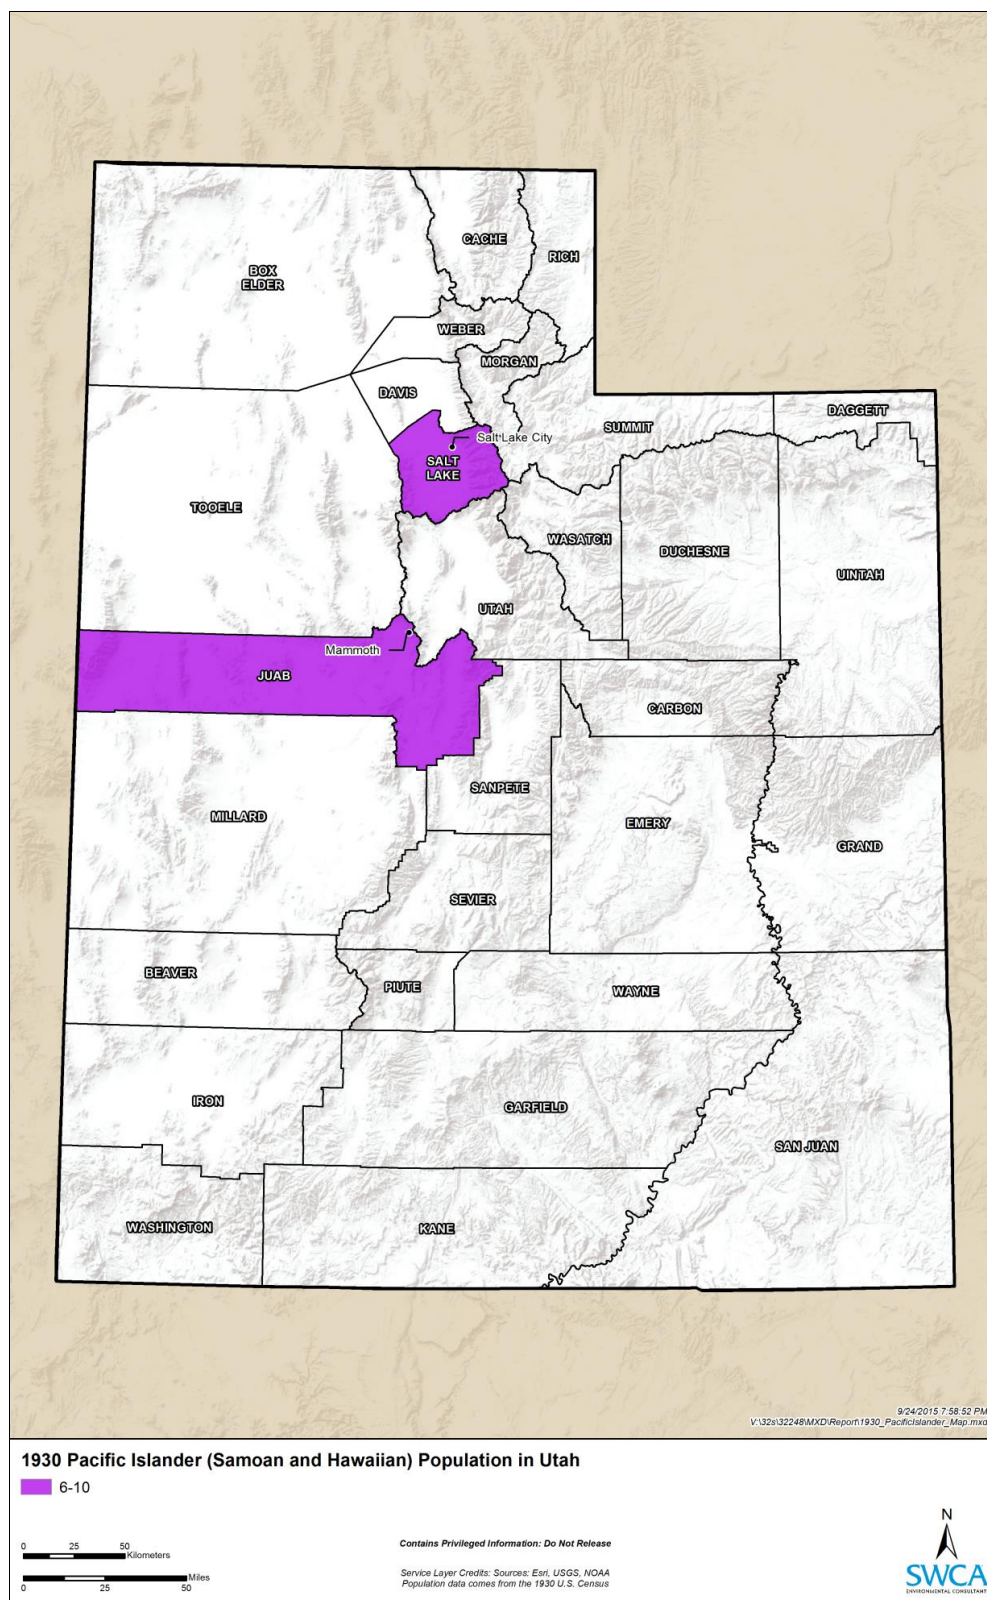 CACHE
RICH
BOX
ELDER
WEBER
MORGAN
DAVIS
DAGGETT
SUMMIT
Salt Lake City
SALT
LAKE
TOOELE
WASATCH
DUCHESNE
UINTAH
UTAH
Mammoth
JUAB
CARBON
SANPETE
MILLARD
EMERY
GRAND
SEVIER
BEAVER
PIUTE
WAYNE
IRON
GARFIELD
SAN JUAN
WASHINGTON
KANE
9/24/2015 7:58:52 PM
V:\32s\32248\MXD\Report\1930_PacificIslander_Map.mxd
1930 Pacific Islander (Samoan and Hawaiian) Population in Utah
6-10
0 25 50
Kilometers
Miles
0 25 50
Contains Privileged Information: Do Not Release
Service Layer Credits: Sources: Esri, USGS, NOAA
Population data comes from the 1930 U.S. Census
N
SWCA
ENVIRONMENTAL CONSULTANTS